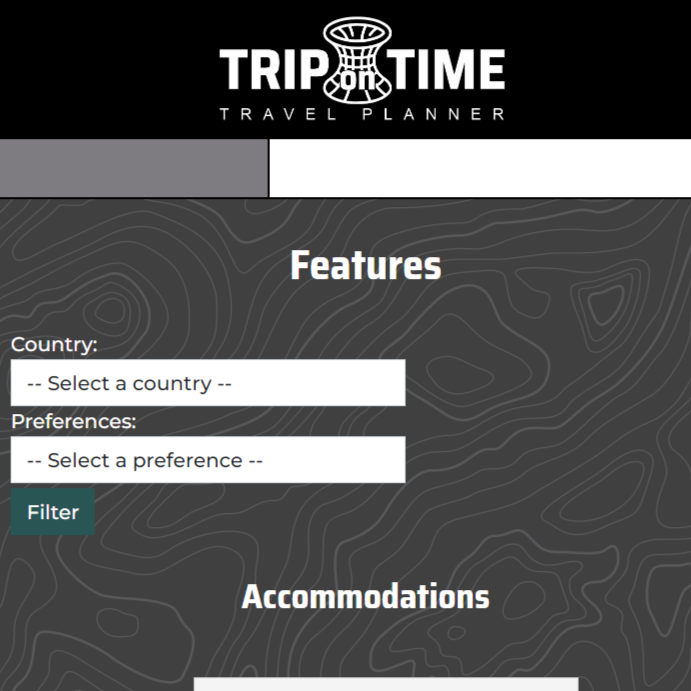 TRIP on TIME
TRAVEL PLANNER
Features
Country:
-- Select a country --
Preferences:
-- Select a preference --
Filter
Accommodations